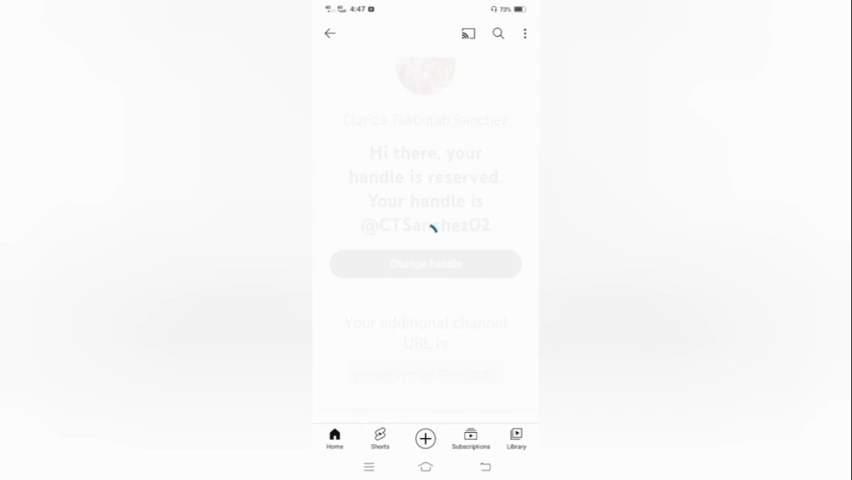 4:47
73%
Clariza Takbotab Sanchez
Hi there, your
handle is reserved.
Your handle is
@CTSanchez02
Change handle
Your additional channel
URL is
Home
Shorts
Subscriptions
Library